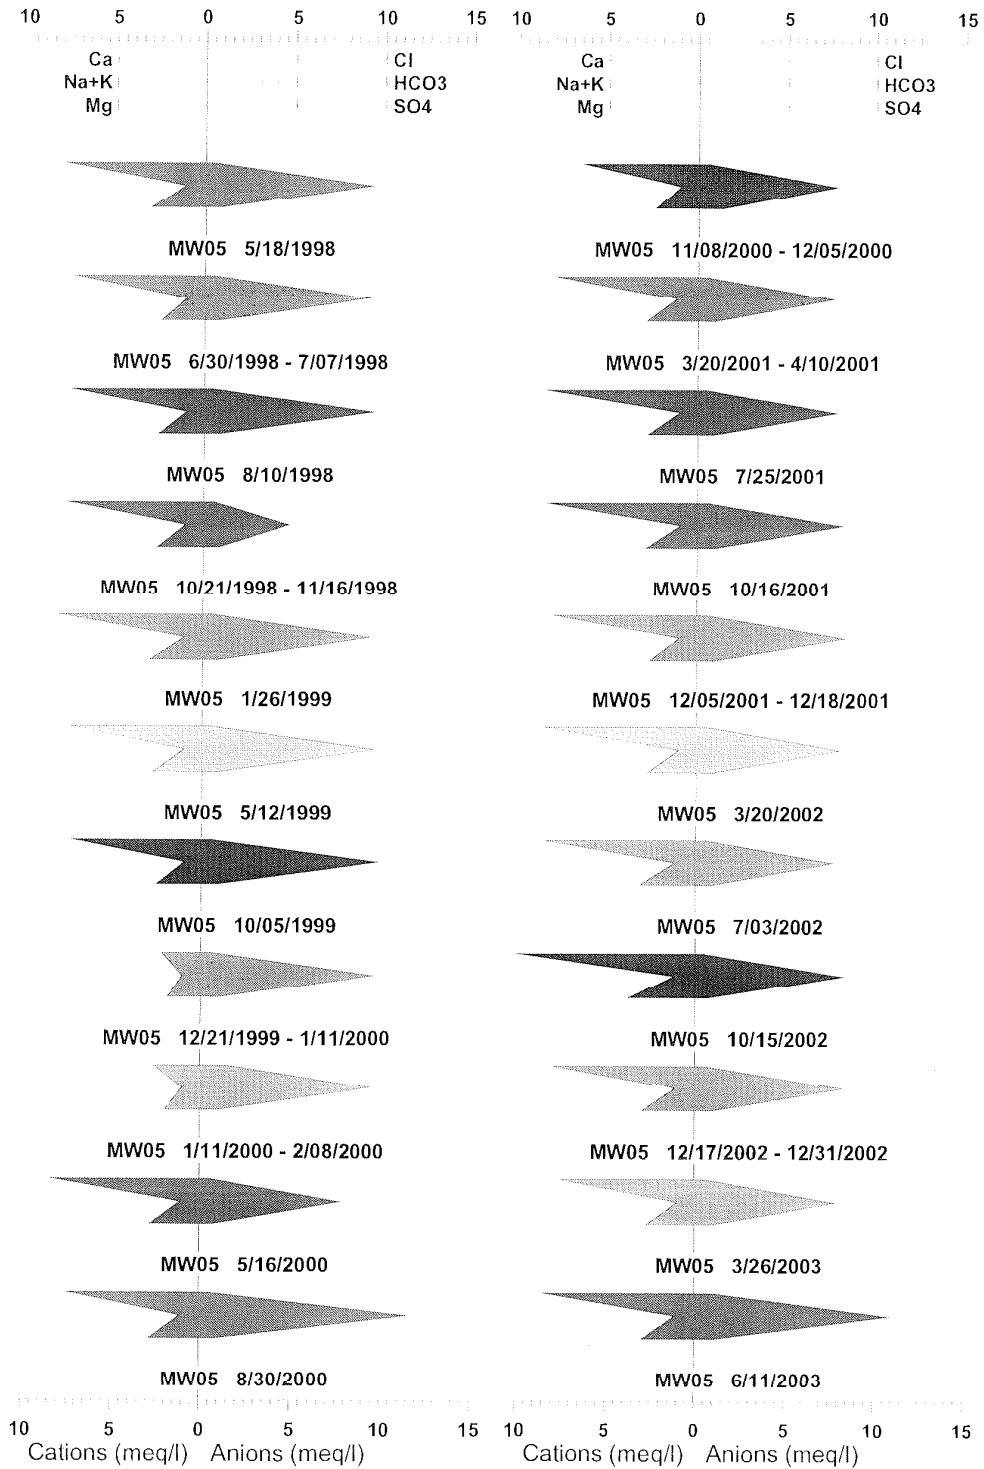 10 5 0 5 10 15
Ca Cl
Na+K HCO3
Mg SO4
MW05 5/18/1998
MW05 6/30/1998 - 7/07/1998
MW05 8/10/1998
MW05 10/21/1998 - 11/16/1998
MW05 1/26/1999
MW05 5/12/1999
MW05 10/05/1999
MW05 12/21/1999 - 1/11/2000
MW05 1/11/2000 - 2/08/2000
MW05 5/16/2000
MW05 8/30/2000
10 5 0 5 10 15
Cations (meq/l) Anions (meq/l)
10 5 0 5 10 15
Ca Cl
Na+K HCO3
Mg SO4
MW05 11/08/2000 - 12/05/2000
MW05 3/20/2001 - 4/10/2001
MW05 7/25/2001
MW05 10/16/2001
MW05 12/05/2001 - 12/18/2001
MW05 3/20/2002
MW05 7/03/2002
MW05 10/15/2002
MW05 12/17/2002 - 12/31/2002
MW05 3/26/2003
MW05 6/11/2003
10 5 0 5 10 15
Cations (meq/l) Anions (meq/l)